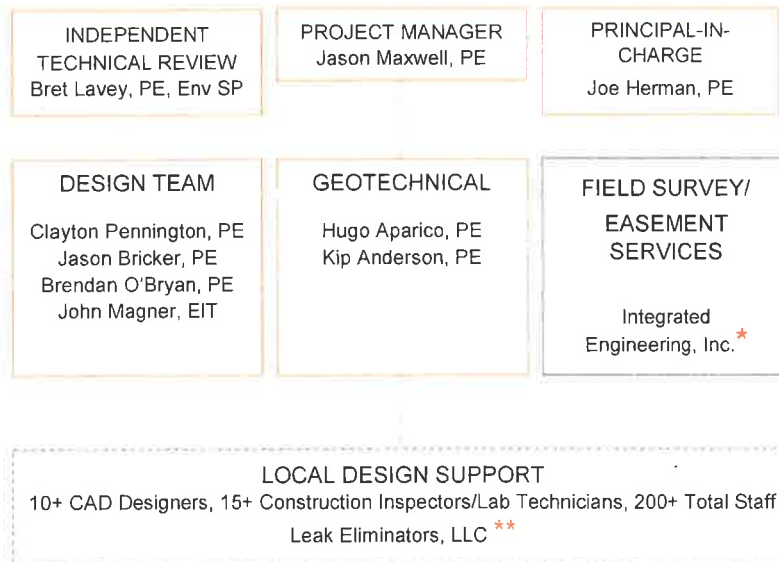 INDEPENDENT
TECHNICAL REVIEW
Bret Lavey, PE, Env SP
PROJECT MANAGER
Jason Maxwell, PE
PRINCIPAL-IN-
CHARGE
Joe Herman, PE
DESIGN TEAM
Clayton Pennington, PE
Jason Bricker, PE
Brendan O'Bryan, PE
John Magner, EIT
GEOTECHNICAL
Hugo Aparico, PE
Kip Anderson, PE
FIELD SURVEY/
EASEMENT
SERVICES
Integrated
Engineering, Inc.*
LOCAL DESIGN SUPPORT
10+ CAD Designers, 15+ Construction Inspectors/Lab Technicians, 200+ Total Staff
Leak Eliminators, LLC **